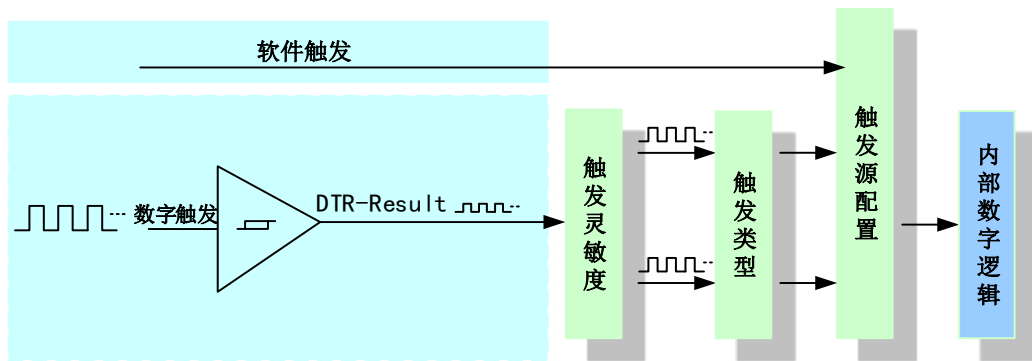 软件触发
数字触发
DTR-Result
触发灵敏度
触发类型
触发源配置
内部数字逻辑